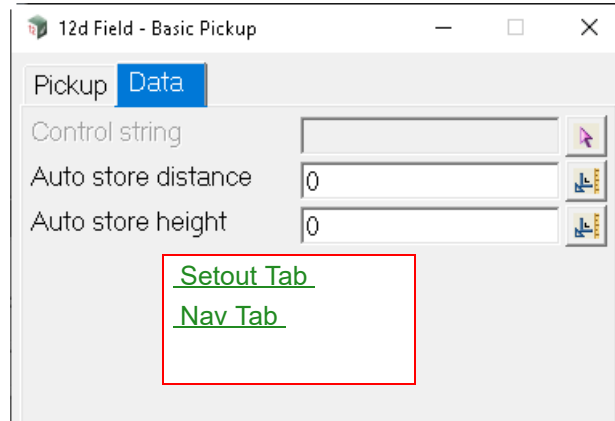 12d Field - Basic Pickup
Pickup Data
Control string
Auto store distance 0
Auto store height 0
Setout Tab
Nav Tab